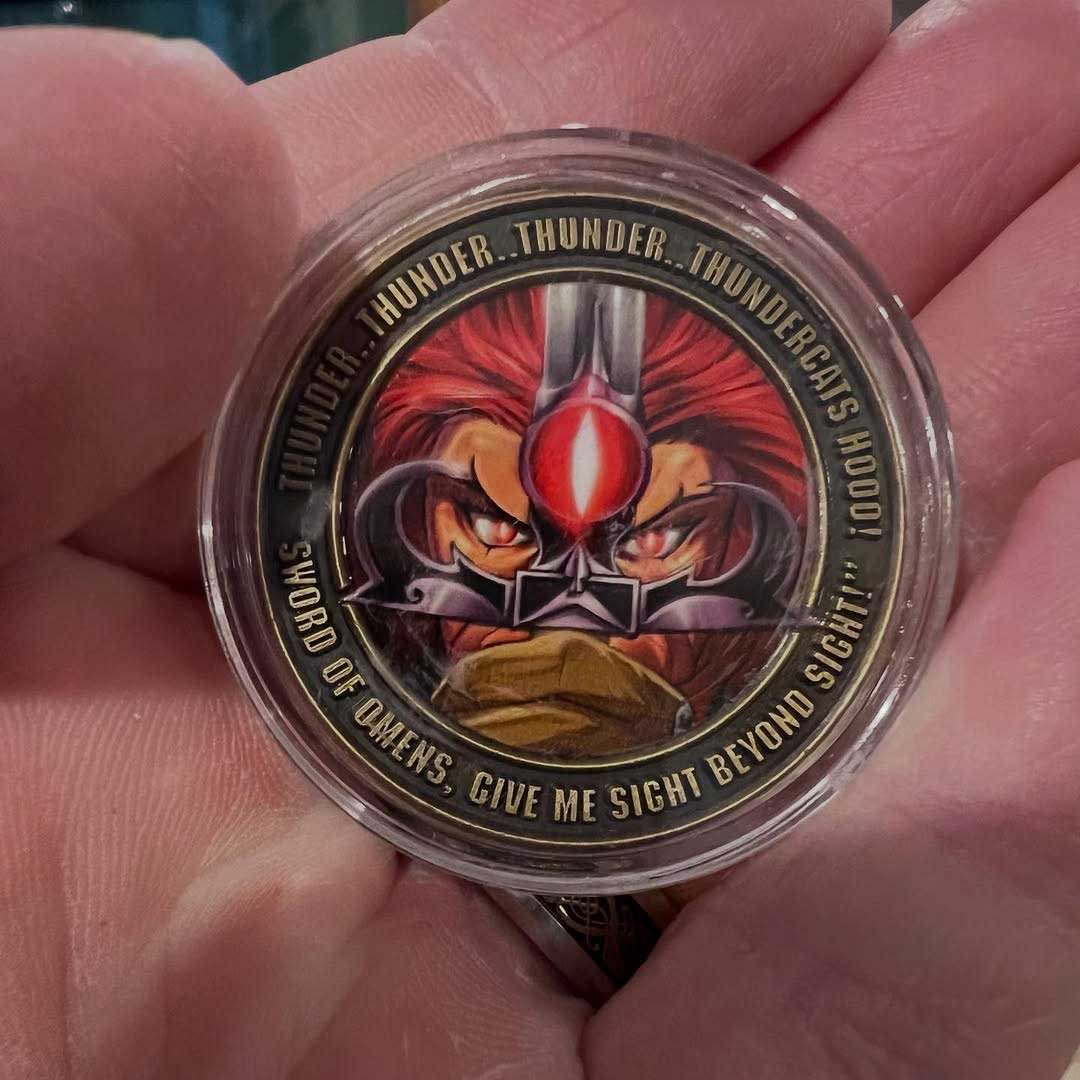 THUNDER..THUNDER..THUNDER..THUNDERCATS HOOO!
SWORD OF OMENS, GIVE ME SIGHT BEYOND SIGHT!”